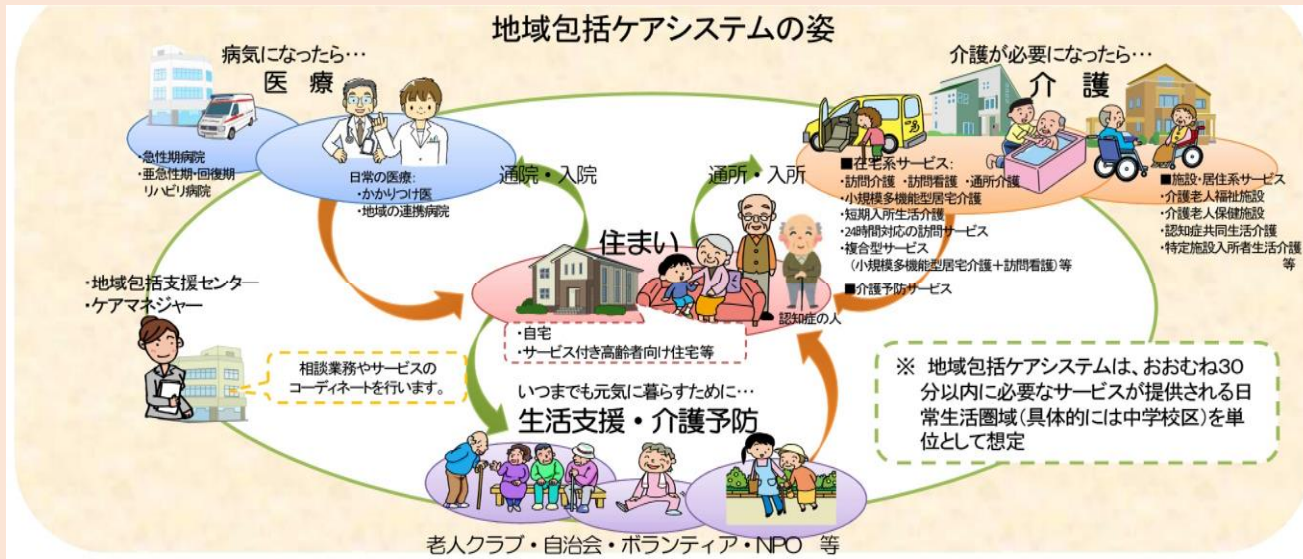 地域包括ケアシステムの姿
病気になったら…
医 療
・急性期病院
・亜急性期・回復期
リハビリ病院
日常の医療:
・かかりつけ医
・地域の連携病院
通院・入院
通所・入所
介護が必要になったら…
介 護
■在宅系サービス:
・訪問介護 ・訪問看護 ・通所介護
・小規模多機能型居宅介護
・短期入所生活介護
・24時間対応の訪問サービス
・複合型サービス
(小規模多機能型居宅介護+訪問看護)等
■介護予防サービス
■施設・居住系サービス
・介護老人福祉施設
・介護老人保健施設
・認知症共同生活介護
・特定施設入所者生活介護
等
住まい
認知症の人
・自宅
・サービス付き高齢者向け住宅等
・地域包括支援センター
・ケアマネジャー
相談業務やサービスの
コーディネートを行います。
いつまでも元気に暮らすために…
生活支援・介護予防
老人クラブ・自治会・ボランティア・NPO 等
※ 地域包括ケアシステムは、おおむね30
分以内に必要なサービスが提供される日
常生活圏域(具体的には中学校区)を単
位として想定